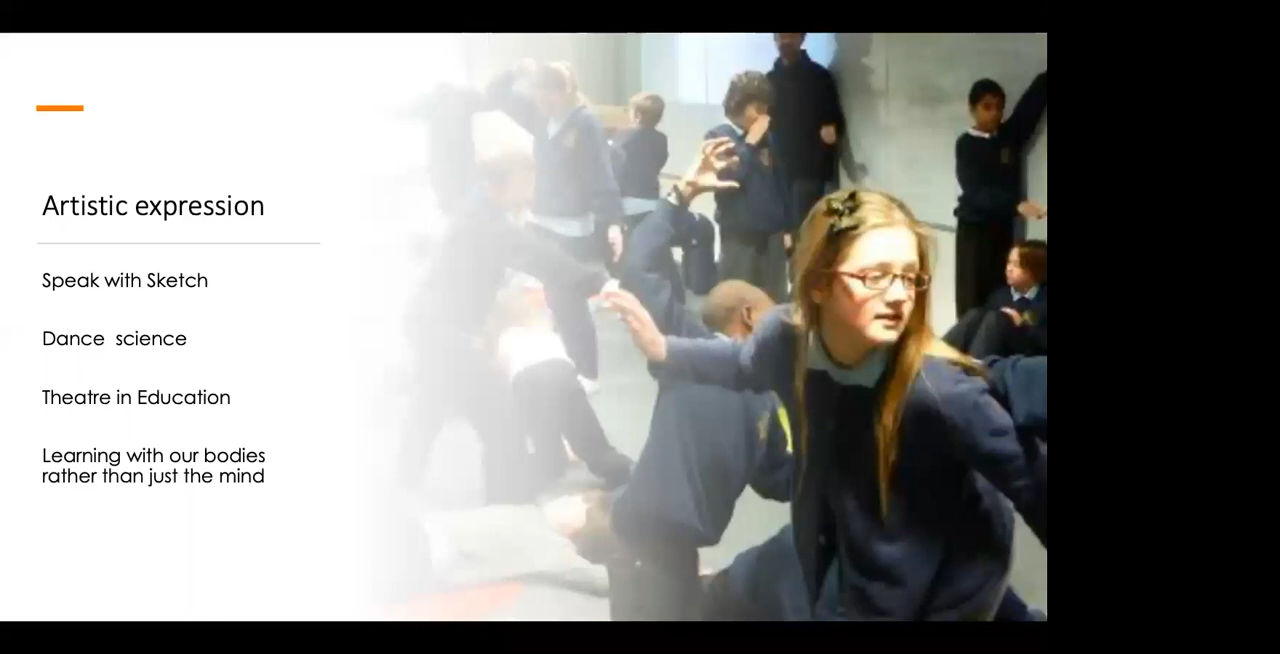 Artistic expression
Speak with Sketch
Dance  science
Theatre in Education
Learning with our bodies
rather than just the mind